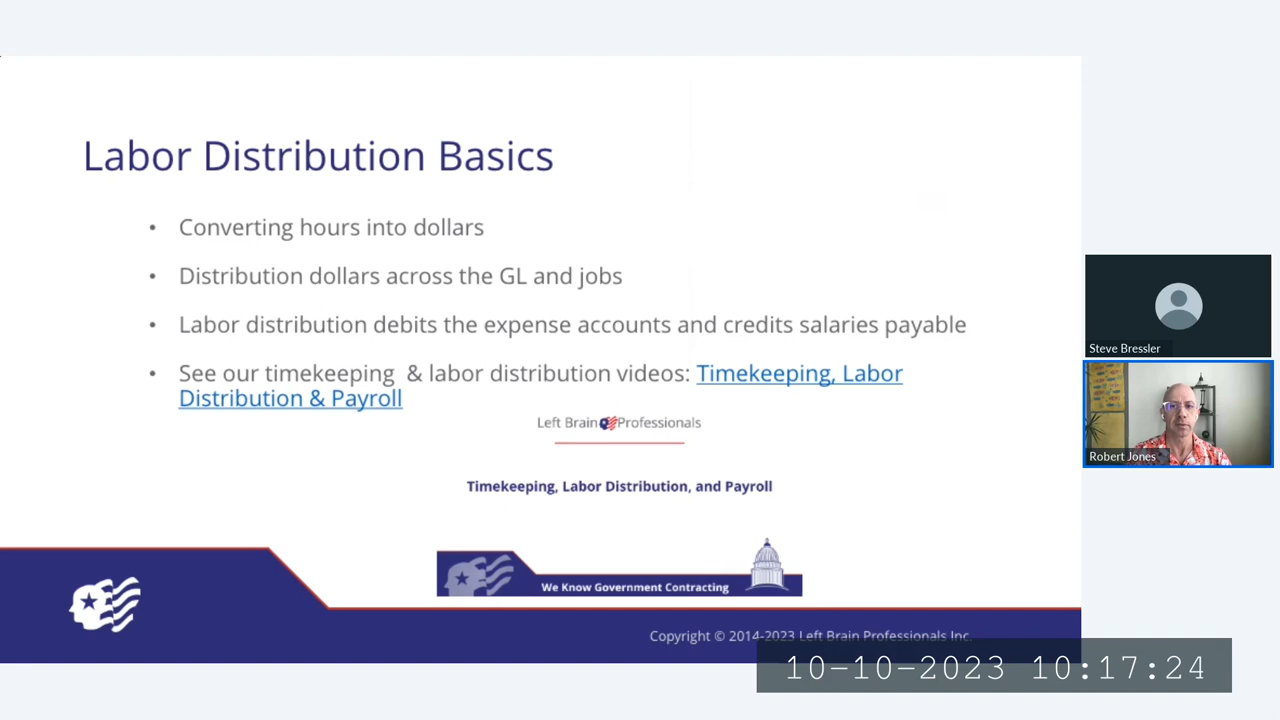 Labor Distribution Basics
• Converting hours into dollars
• Distribution dollars across the GL and jobs
• Labor distribution debits the expense accounts and credits salaries payable
• See our timekeeping  & labor distribution videos: Timekeeping, Labor
Distribution & Payroll
Left Brain Professionals
Timekeeping, Labor Distribution, and Payroll
We Know Government Contracting
Copyright © 2014-2023 Left Brain Professionals Inc.
Steve Bressler
Robert Jones
10-10-2023 10:17:24